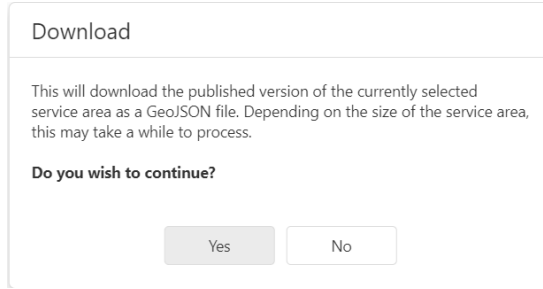 Download
This will download the published version of the currently selected
service area as a GeoJSON file. Depending on the size of the service area,
this may take a while to process.
Do you wish to continue?
Yes
No